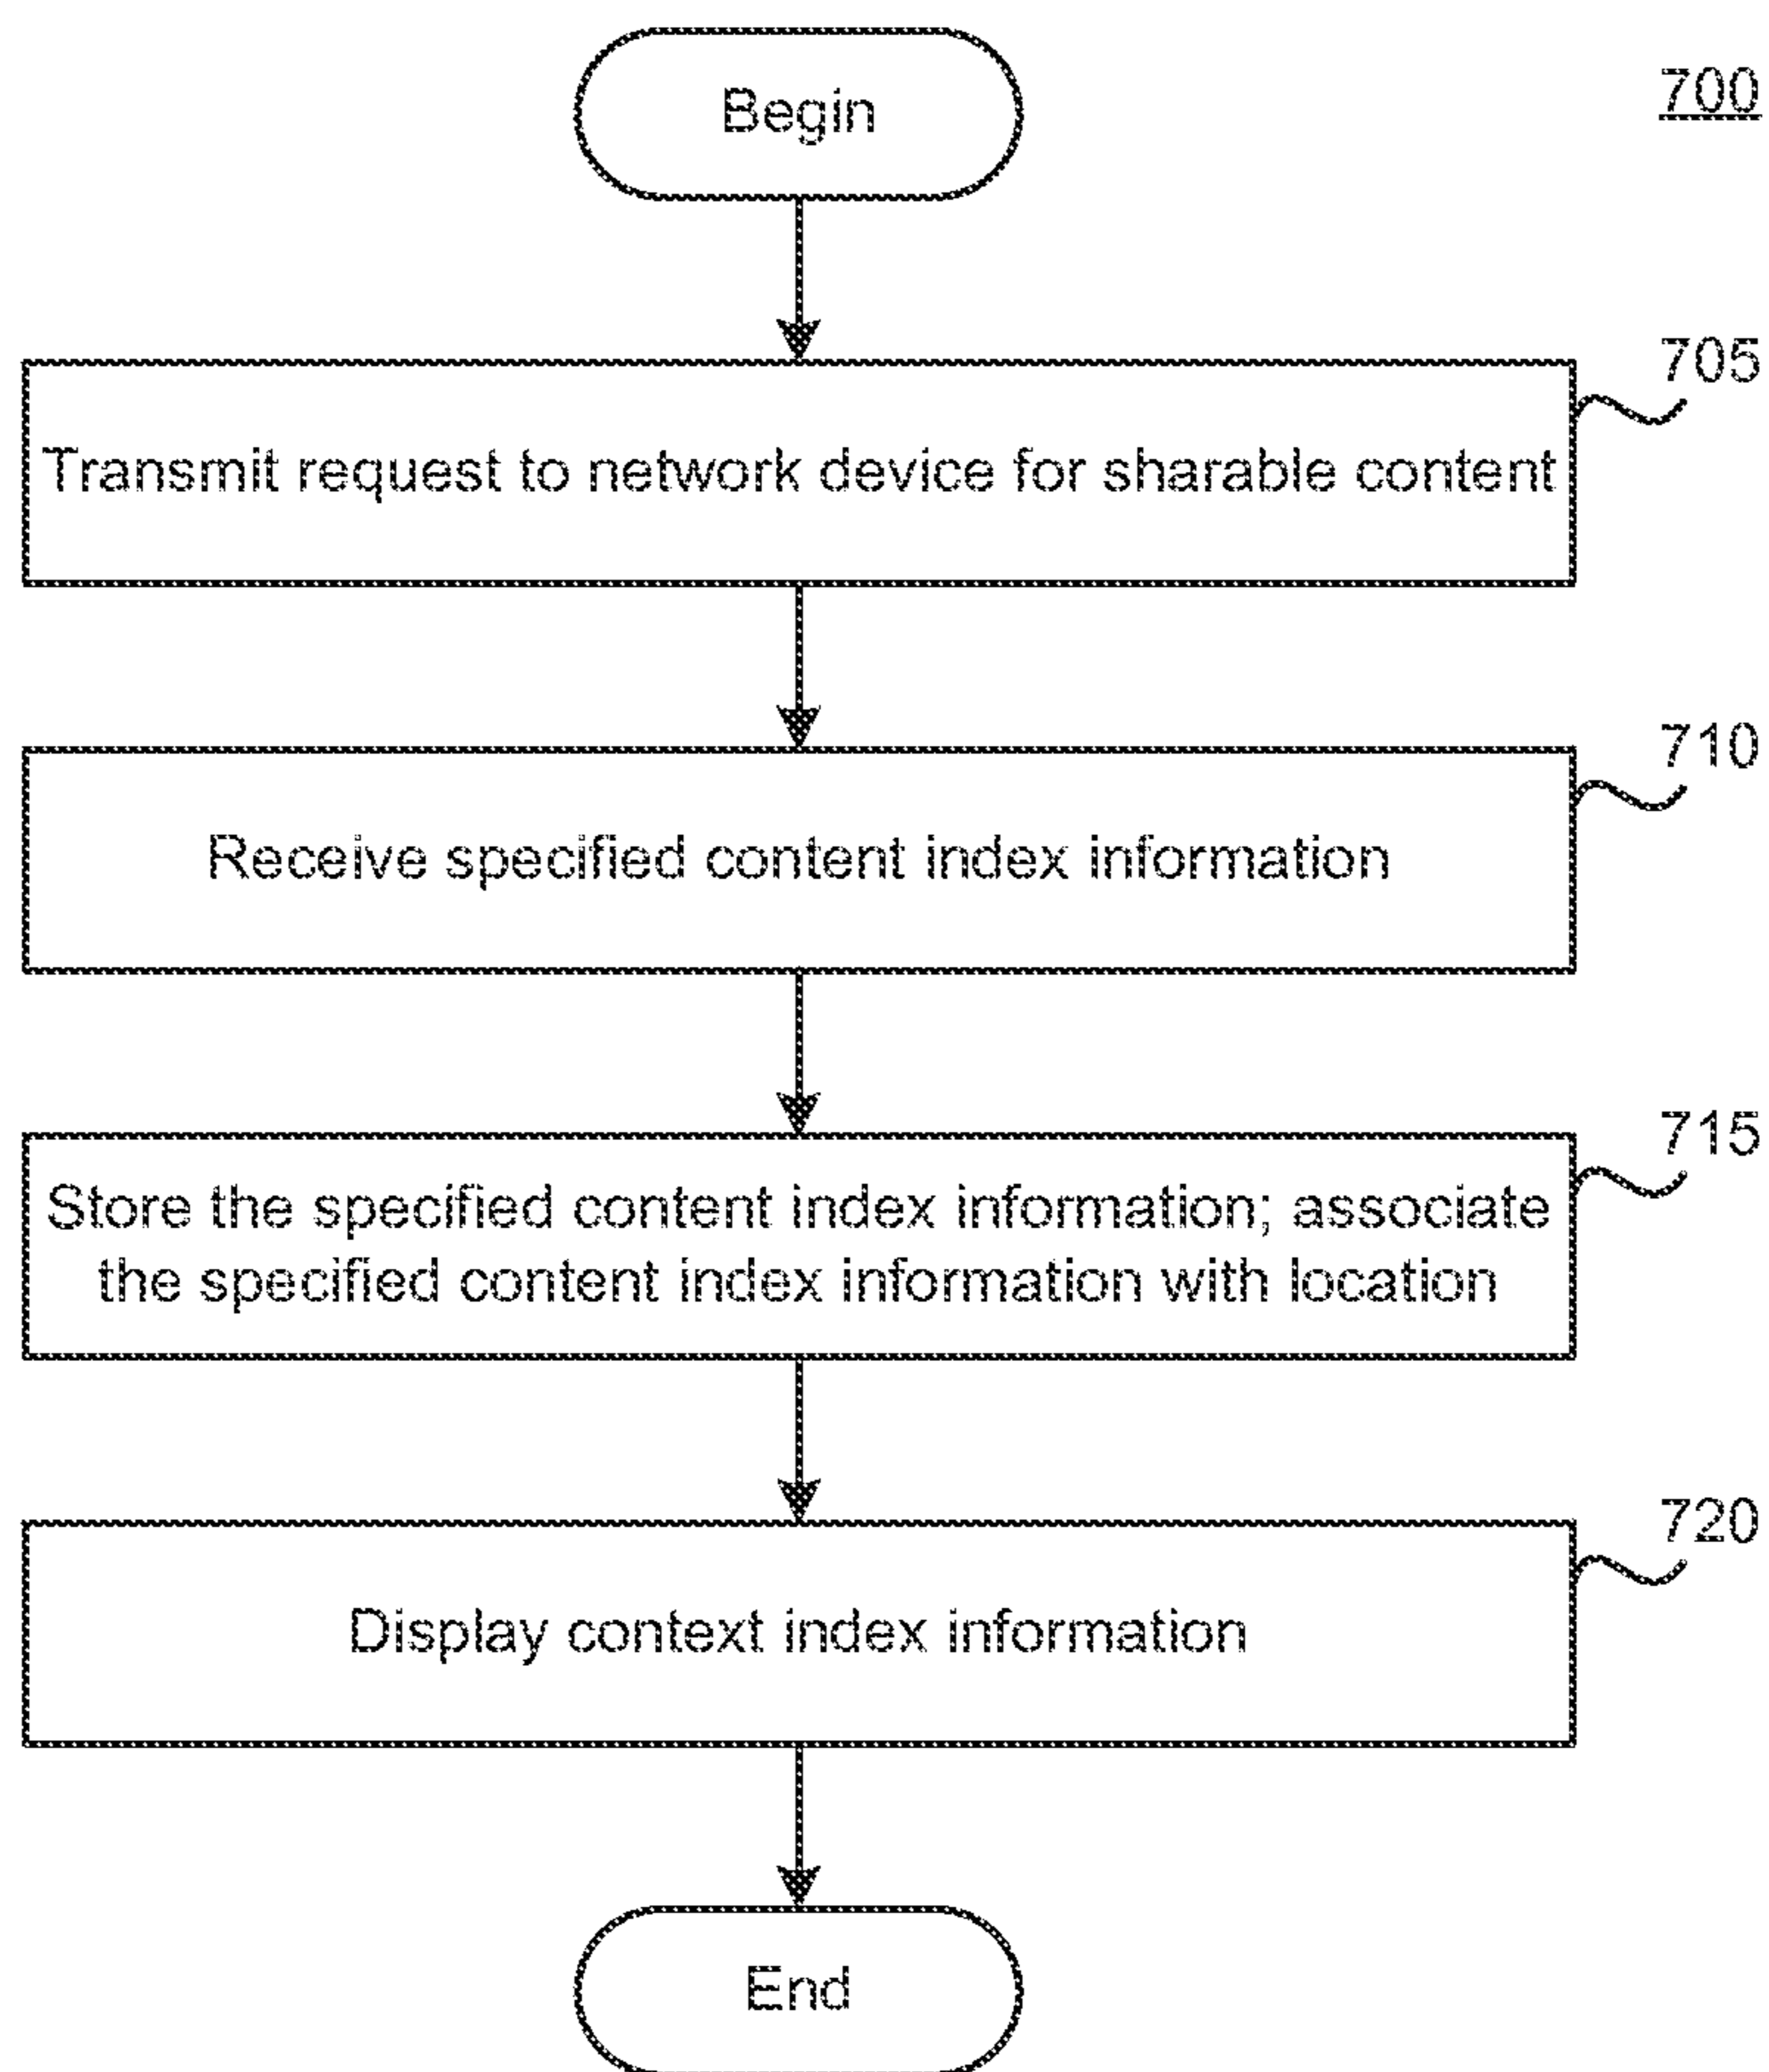 Begin
700
705
Transmit request to network device for sharable content
710
Receive specified content index information
715
Store the specified content index information; associate
the specified content index information with location
720
Display context index information
End